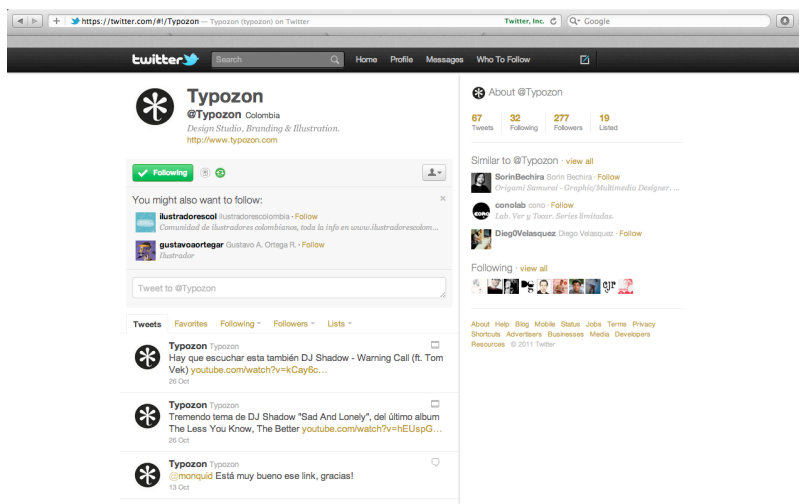 https://twitter.com/#!/Typozon — Typozon (typozon) on Twitter
Twitter, Inc.
Google
twitter
Search
Home Profile Messages Who To Follow
Typozon
@Typozon Colombia
Design Studio, Branding & Illustration.
http://www.typozon.com
Following
You might also want to follow:
ilustradorescol ilustradorescolombia · Follow
Comunidad de ilustradores colombianos, toda la info en www.ilustradorescolom...
gustavoaortegar Gustavo A. Ortega R. · Follow
Ilustrador
Tweet to @Typozon
Tweets Favorites Following Followers Lists
Typozon Typozon
Hay que escuchar esta también DJ Shadow - Warning Call (ft. Tom
Vek) youtube.com/watch?v=kCay6c...
26 Oct
Typozon Typozon
Tremendo tema de DJ Shadow "Sad And Lonely", del último album
The Less You Know, The Better youtube.com/watch?v=hEUspG...
26 Oct
Typozon Typozon
@monquid Está muy bueno ese link, gracias!
13 Oct
About @Typozon
67 32 277 19
Tweets Following Followers Listed
Similar to @Typozon · view all
SorinBechira Sorin Bechira · Follow
Origami Samurai - Graphic/Multimedia Designer. ...
conolab cono · Follow
Lab. Ver y Tocar. Series limitadas.
Dieg0Velasquez Diego Velasquez · Follow
Following · view all
About Help Blog Mobile Status Jobs Terms Privacy
Shortcuts Advertisers Businesses Media Developers
Resources © 2011 Twitter